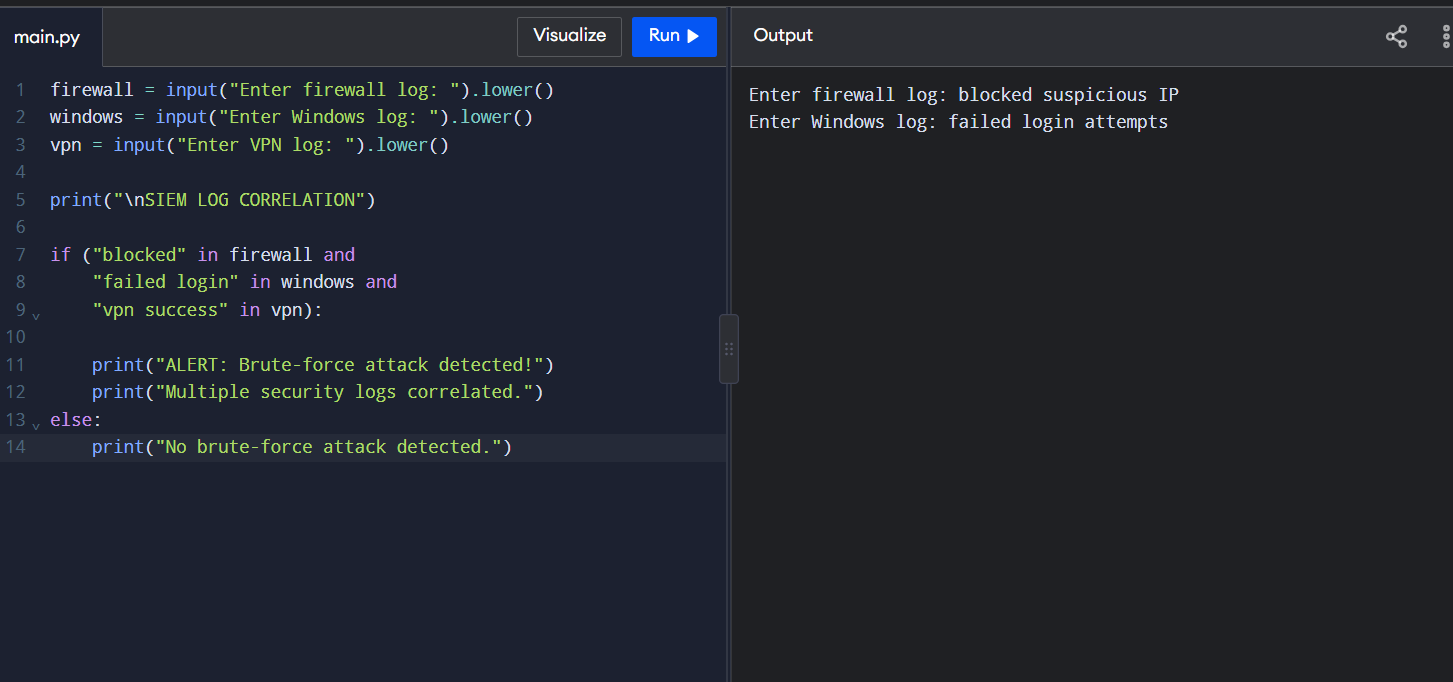 main.py
Visualize
Run
1 firewall = input("Enter firewall log: ").lower()
2 windows = input("Enter Windows log: ").lower()
3 vpn = input("Enter VPN log: ").lower()
4
5 print("\nSIEM LOG CORRELATION")
6
7 if ("blocked" in firewall and
8     "failed login" in windows and
9     "vpn success" in vpn):
10
11     print("ALERT: Brute-force attack detected!")
12     print("Multiple security logs correlated.")
13 else:
14     print("No brute-force attack detected.")
Output
Enter firewall log: blocked suspicious IP
Enter Windows log: failed login attempts